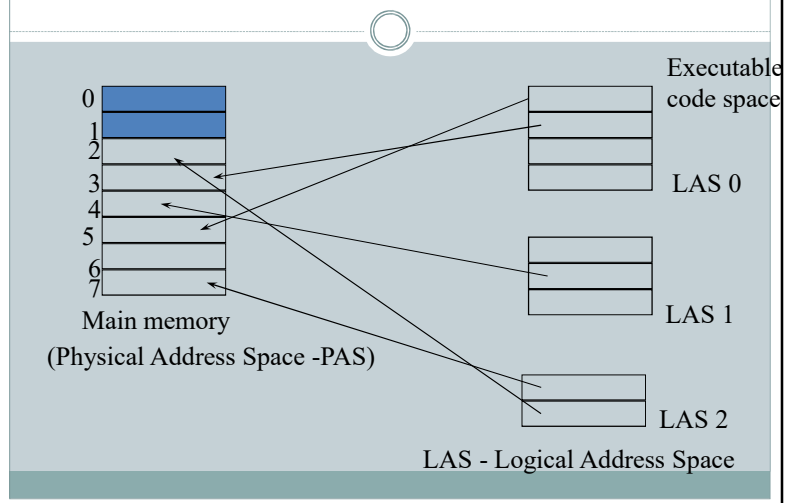 Executable
code space
0
1
2
3
4
5
6
7
LAS 0
LAS 1
Main memory
(Physical Address Space -PAS)
LAS 2
LAS - Logical Address Space